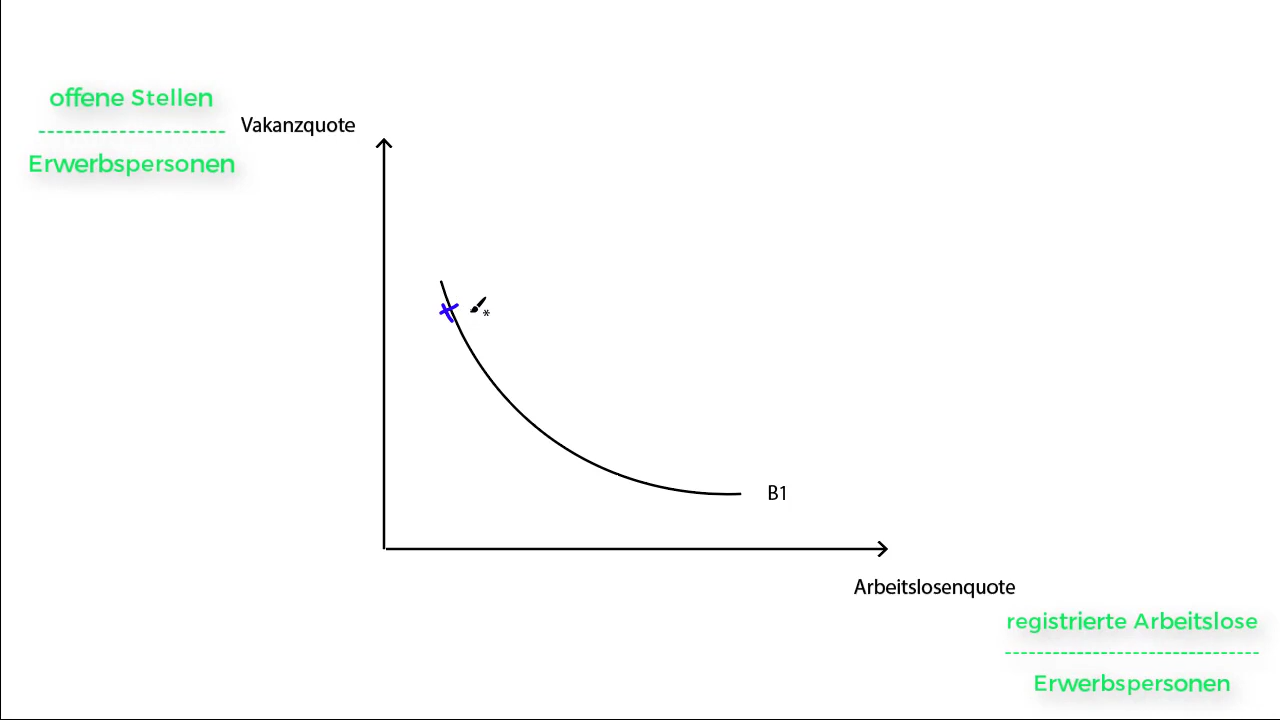 offene Stellen
Erwerbspersonen
Vakanzquote
B1
Arbeitslosenquote
registrierte Arbeitslose
Erwerbspersonen